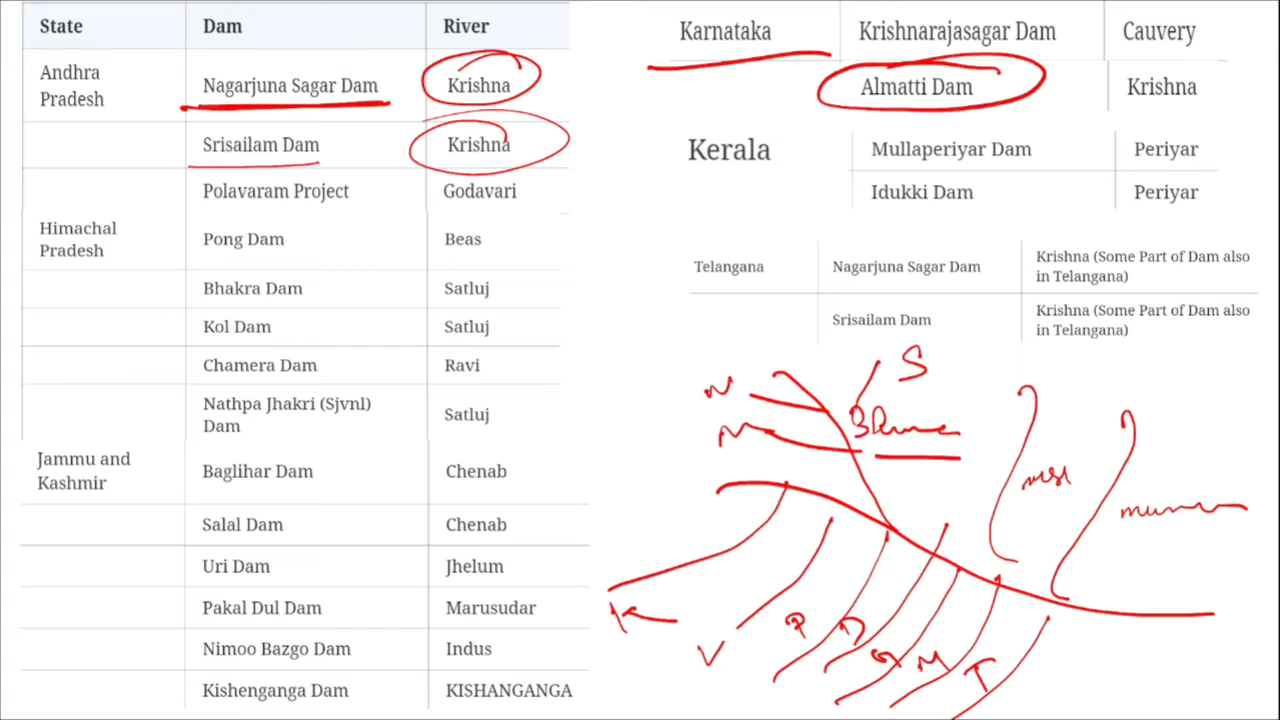 State Dam River
Andhra Pradesh Nagarjuna Sagar Dam Krishna
Srisailam Dam Krishna
Polavaram Project Godavari
Himachal Pradesh Pong Dam Beas
Bhakra Dam Satluj
Kol Dam Satluj
Chamera Dam Ravi
Nathpa Jhakri (Sjvnl) Dam Satluj
Jammu and Kashmir Baglihar Dam Chenab
Salal Dam Chenab
Uri Dam Jhelum
Pakal Dul Dam Marusudar
Nimoo Bazgo Dam Indus
Kishenganga Dam KISHANGANGA
Karnataka Krishnarajasagar Dam Cauvery
Almatti Dam Krishna
Kerala Mullaperiyar Dam Periyar
Idukki Dam Periyar
Telangana Nagarjuna Sagar Dam Krishna (Some Part of Dam also in Telangana)
Srisailam Dam Krishna (Some Part of Dam also in Telangana)
S
N
N
K
V
P
D
G
M
T